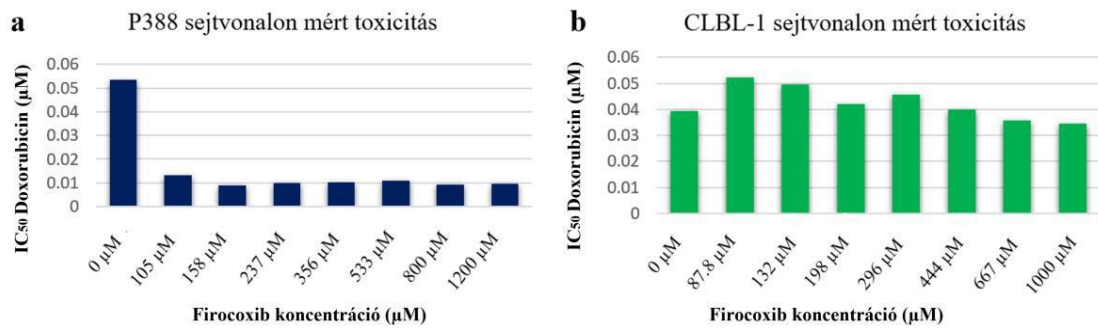 a
P388 sejtvonalon mért toxicitás
IC50 Doxorubicin (µM)
0.06
0.05
0.04
0.03
0.02
0.01
0
0 µM
105 µM
158 µM
237 µM
356 µM
533 µM
800 µM
1200 µM
Firocoxib koncentráció (µM)
b
CLBL-1 sejtvonalon mért toxicitás
IC50 Doxorubicin (µM)
0.06
0.05
0.04
0.03
0.02
0.01
0
0 µM
87.8 µM
132 µM
198 µM
296 µM
444 µM
667 µM
1000 µM
Firocoxib koncentráció (µM)